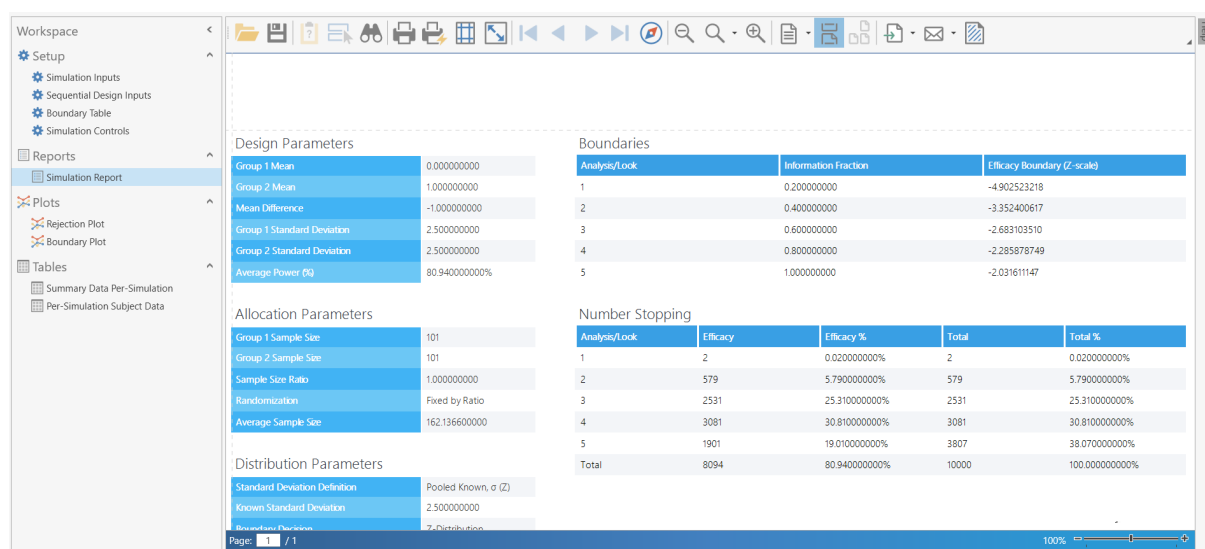 Workspace
Setup
Simulation Inputs
Sequential Design Inputs
Boundary Table
Simulation Controls
Reports
Simulation Report
Plots
Rejection Plot
Boundary Plot
Tables
Summary Data Per-Simulation
Per-Simulation Subject Data
Design Parameters
Group 1 Mean 0.000000000
Group 2 Mean 1.000000000
Mean Difference -1.000000000
Group 1 Standard Deviation 2.500000000
Group 2 Standard Deviation 2.500000000
Average Power (%) 80.940000000%
Allocation Parameters
Group 1 Sample Size 101
Group 2 Sample Size 101
Sample Size Ratio 1.000000000
Randomization Fixed by Ratio
Average Sample Size 162.136600000
Distribution Parameters
Standard Deviation Definition Pooled Known, σ (Z)
Known Standard Deviation 2.500000000
Boundary Decision Z-Distribution
Boundaries
Analysis/Look Information Fraction Efficacy Boundary (Z-scale)
1 0.200000000 -4.902523218
2 0.400000000 -3.352400617
3 0.600000000 -2.683103510
4 0.800000000 -2.285878749
5 1.000000000 -2.031611147
Number Stopping
Analysis/Look Efficacy Efficacy % Total Total %
1 2 0.020000000% 2 0.020000000%
2 579 5.790000000% 579 5.790000000%
3 2531 25.310000000% 2531 25.310000000%
4 3081 30.810000000% 3081 30.810000000%
5 1901 19.010000000% 3807 38.070000000%
Total 8094 80.940000000% 10000 100.000000000%
Page: 1 / 1
100%